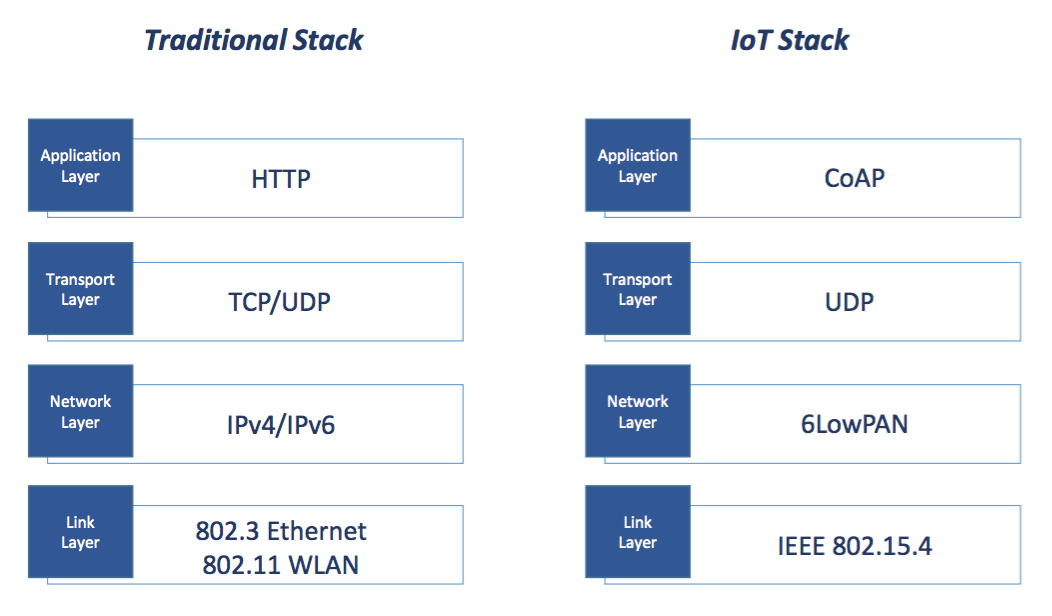 Traditional Stack
IoT Stack
Application
Layer
HTTP
Application
Layer
CoAP
Transport
Layer
TCP/UDP
Transport
Layer
UDP
Network
Layer
IPv4/IPv6
Network
Layer
6LowPAN
Link
Layer
802.3 Ethernet
802.11 WLAN
Link
Layer
IEEE 802.15.4